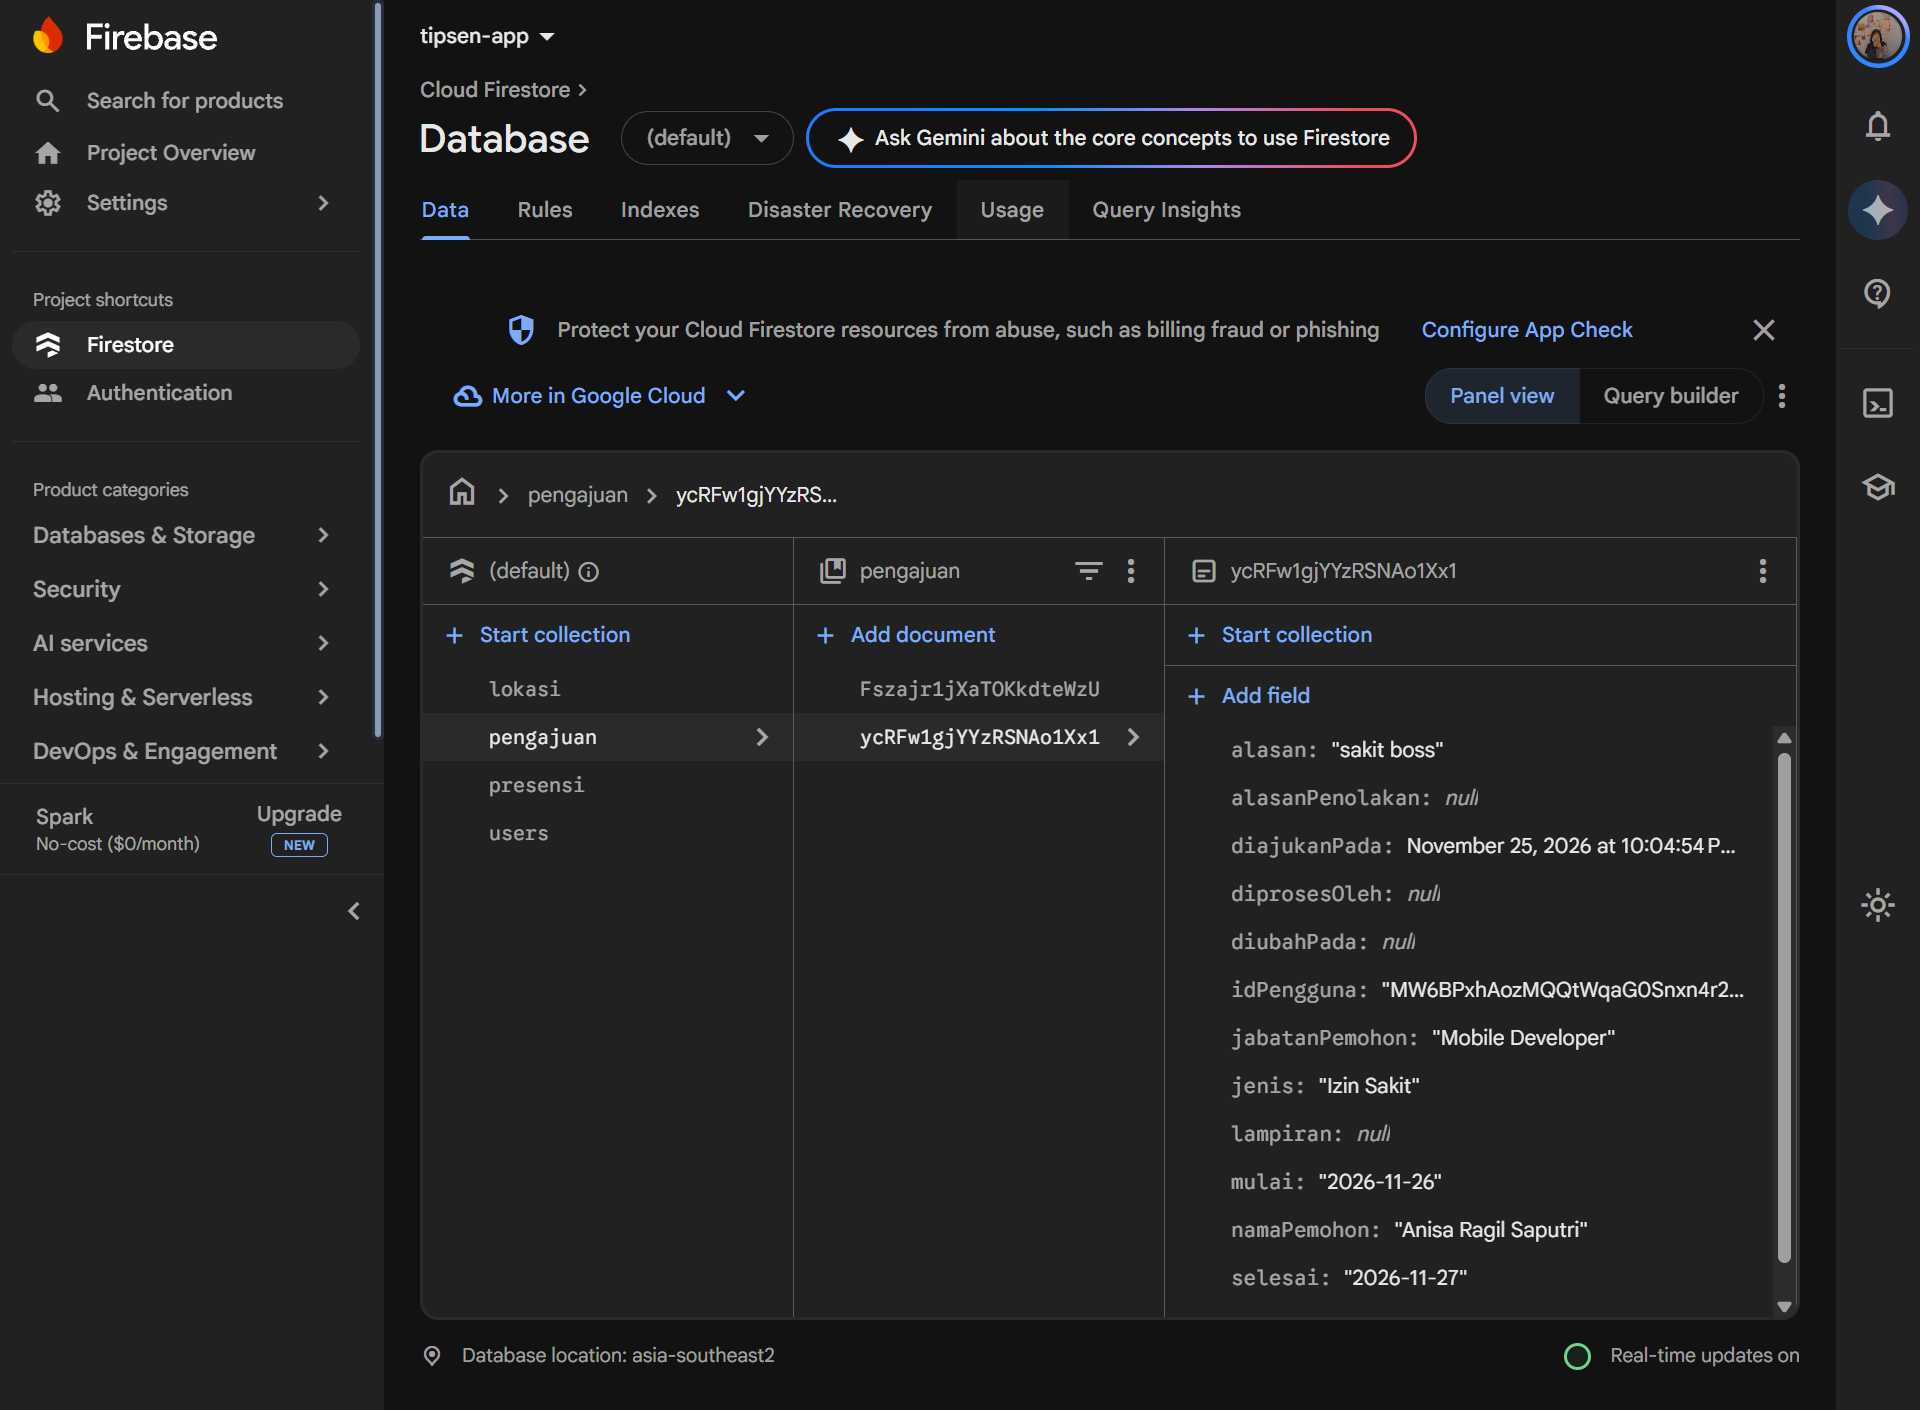 Firebase
Search for products
Project Overview
Settings
Project shortcuts
Firestore
Authentication
Product categories
Databases & Storage
Security
AI services
Hosting & Serverless
DevOps & Engagement
Spark
No-cost ($0/month)
Upgrade
NEW
tipsen-app
Cloud Firestore
Database
(default)
Ask Gemini about the core concepts to use Firestore
Data
Rules
Indexes
Disaster Recovery
Usage
Query Insights
Protect your Cloud Firestore resources from abuse, such as billing fraud or phishing
Configure App Check
More in Google Cloud
Panel view
Query builder
pengajuan
ycRFw1gjYYzRS...
(default)
Start collection
lokasi
pengajuan
presensi
users
pengajuan
Add document
Fszajr1jXaTOKkdteWzU
ycRFw1gjYYzRSNAo1Xx1
ycRFw1gjYYzRSNAo1Xx1
Start collection
Add field
alasan: "sakit boss"
alasanPenolakan: null
diajukanPada: November 25, 2026 at 10:04:54 P...
diprosesOleh: null
diubahPada: null
idPengguna: "MW6BPxhAozMQQtWqaG0Snxn4r2...
jabatanPemohon: "Mobile Developer"
jenis: "Izin Sakit"
lampiran: null
mulai: "2026-11-26"
namaPemohon: "Anisa Ragil Saputri"
selesai: "2026-11-27"
Database location: asia-southeast2
Real-time updates on